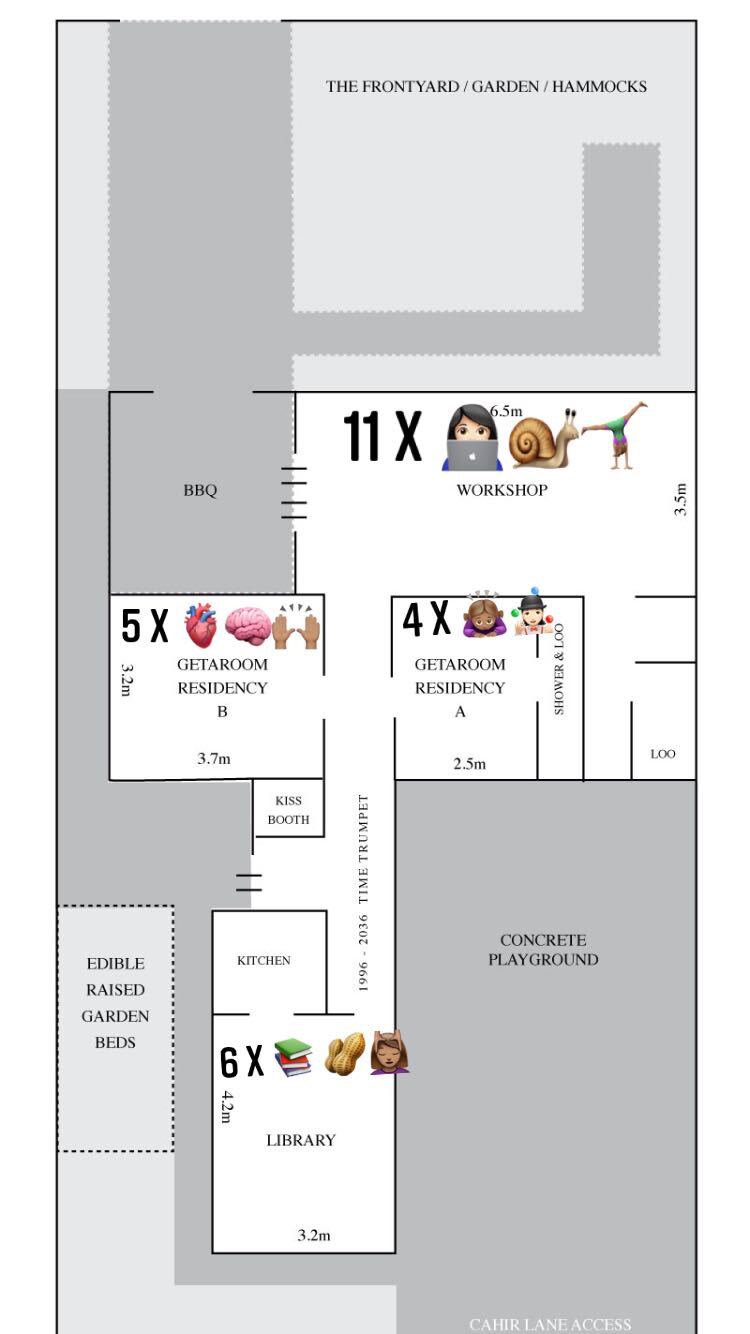 THE FRONTYARD / GARDEN / HAMMOCKS
11 X
6.5m
BBQ
WORKSHOP
3.5m
5 X
GETAROOM
RESIDENCY
B
3.2m
3.7m
4 X
GETAROOM
RESIDENCY
A
2.5m
SHOWER & LOO
LOO
KISS
BOOTH
1996 - 2036 TIME TRUMPET
KITCHEN
CONCRETE
PLAYGROUND
EDIBLE
RAISED
GARDEN
BEDS
6 X
4.2m
LIBRARY
3.2m
CAHIR LANE ACCESS